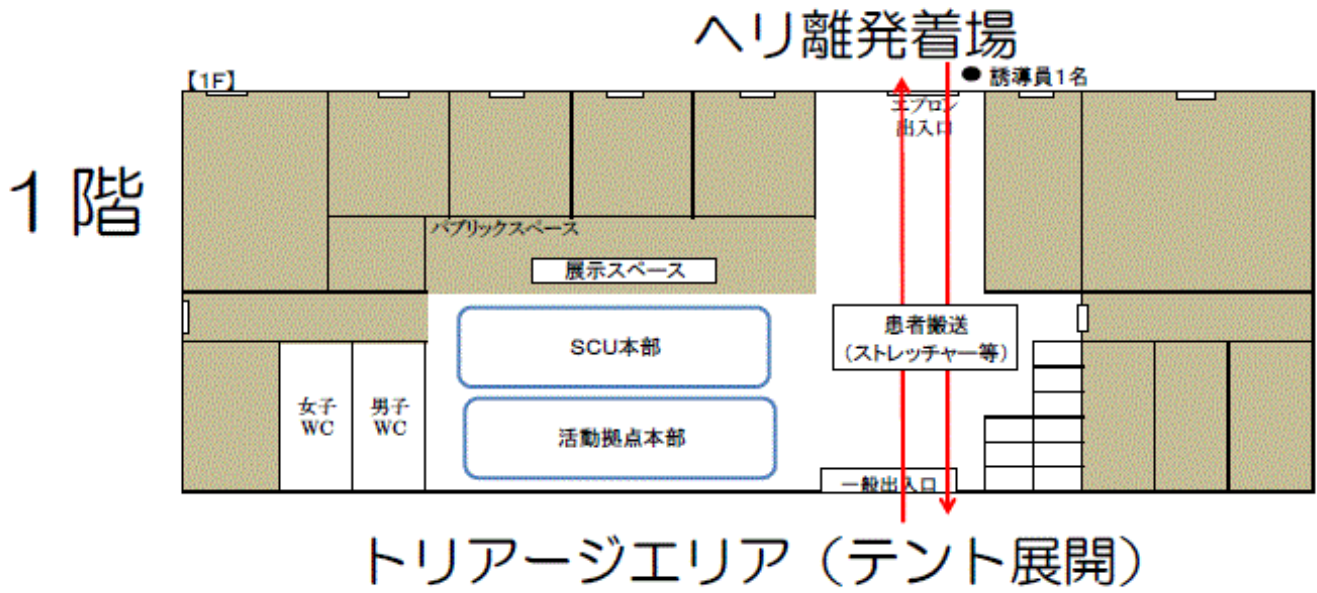 ヘリ離発着場
【1F】
● 誘導員1名
エプロン
出入口
1階
パブリックスペース
展示スペース
SCU本部
患者搬送
（ストレッチャー等）
女子
WC
男子
WC
活動拠点本部
一般出入口
トリアージエリア（テント展開）